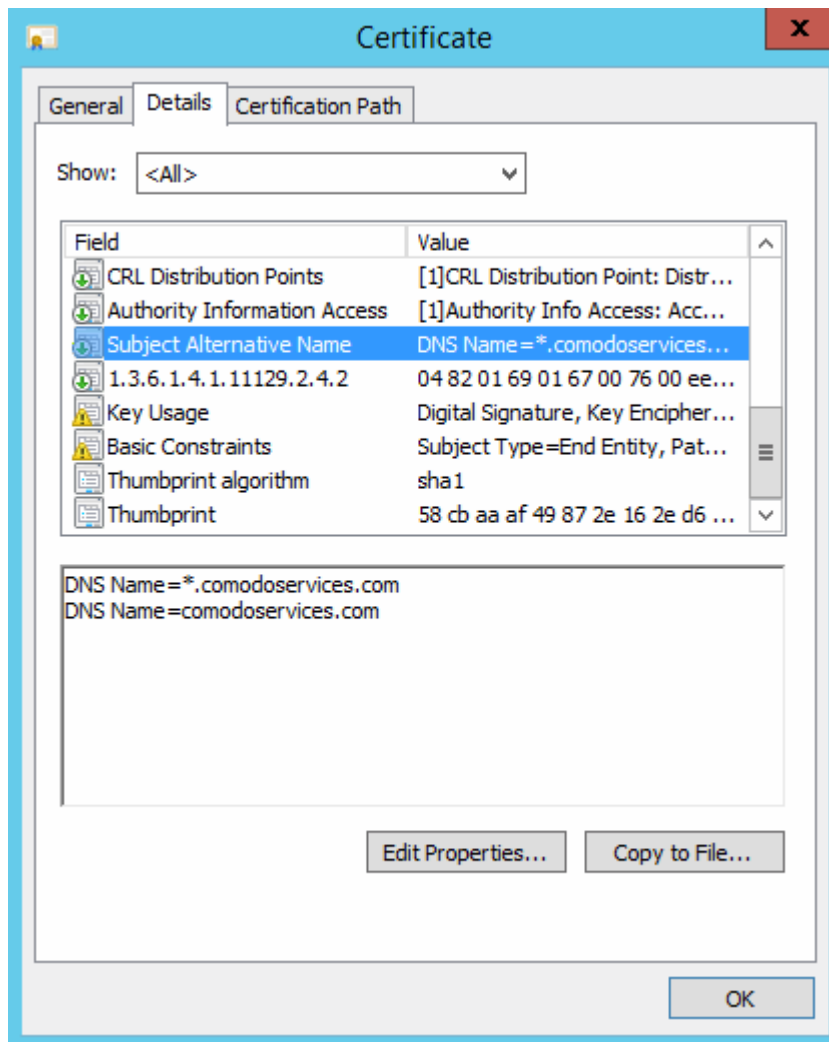 Certificate
x
General Details Certification Path
Show: <All>
Field Value
CRL Distribution Points [1]CRL Distribution Point: Distr...
Authority Information Access [1]Authority Info Access: Acc...
Subject Alternative Name DNS Name=*.comodoservices...
1.3.6.1.4.1.11129.2.4.2 04 82 01 69 01 67 00 76 00 ee...
Key Usage Digital Signature, Key Encipher...
Basic Constraints Subject Type=End Entity, Pat...
Thumbprint algorithm sha1
Thumbprint 58 cb aa af 49 87 2e 16 2e d6 ...
DNS Name=*.comodoservices.com
DNS Name=comodoservices.com
Edit Properties... Copy to File...
OK